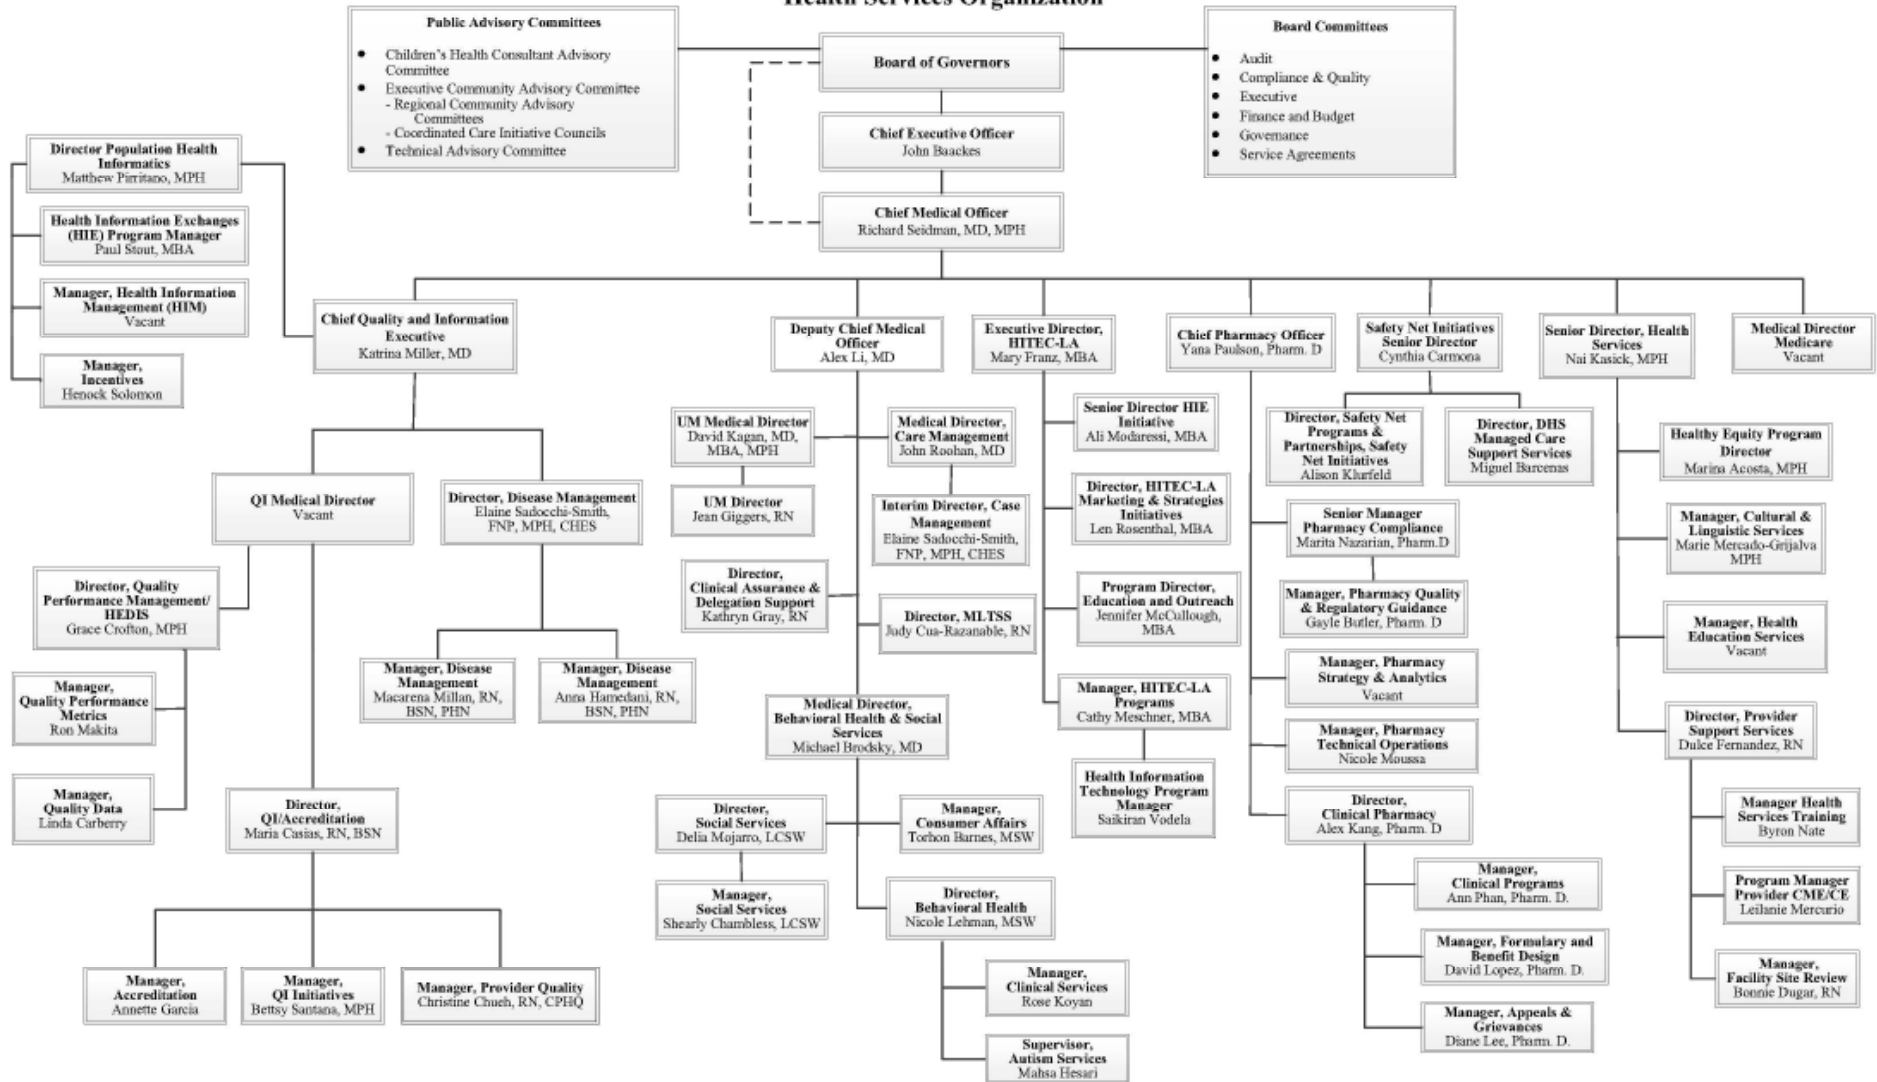 Health Services Organization
Public Advisory Committees
● Children's Health Consultant Advisory
Committee
● Executive Community Advisory Committee
- Regional Community Advisory
Committees
- Coordinated Care Initiative Councils
● Technical Advisory Committee
Board of Governors
Board Committees
● Audit
● Compliance & Quality
● Executive
● Finance and Budget
● Governance
● Service Agreements
Chief Executive Officer
John Baackes
Chief Medical Officer
Richard Seidman, MD, MPH
Director Population Health
Informatics
Matthew Pirritano, MPH
Health Information Exchanges
(HIE) Program Manager
Paul Stout, MBA
Manager, Health Information
Management (HIM)
Vacant
Manager,
Incentives
Henock Solomon
Chief Quality and Information
Executive
Katrina Miller, MD
Deputy Chief Medical
Officer
Alex Li, MD
Executive Director,
HITEC-LA
Mary Franz, MBA
Chief Pharmacy Officer
Yana Paulson, Pharm. D
Safety Net Initiatives
Senior Director
Cynthia Carmona
Senior Director, Health
Services
Nai Kasick, MPH
Medical Director
Medicare
Vacant
QI Medical Director
Vacant
Director, Disease Management
Elaine Sadocchi-Smith,
FNP, MPH, CHES
Director, Quality
Performance Management/
HEDIS
Grace Crofton, MPH
Manager,
Quality Performance
Metrics
Ron Makita
Manager,
Quality Data
Linda Carberry
Manager, Disease
Management
Macarena Millan, RN,
BSN, PHN
Manager, Disease
Management
Anna Hamedani, RN,
BSN, PHN
Director,
QI/Accreditation
Maria Casias, RN, BSN
Manager,
Accreditation
Annette Garcia
Manager,
QI Initiatives
Bettsy Santana, MPH
Manager, Provider Quality
Christine Chueh, RN, CPHQ
UM Medical Director
David Kagan, MD,
MBA, MPH
UM Director
Jean Giggers, RN
Medical Director,
Care Management
John Roohan, MD
Interim Director, Case
Management
Elaine Sadocchi-Smith,
FNP, MPH, CHES
Director,
Clinical Assurance &
Delegation Support
Kathryn Gray, RN
Director, MLTSS
Judy Cua-Razanable, RN
Medical Director,
Behavioral Health & Social
Services
Michael Brodsky, MD
Director,
Social Services
Delia Mojarro, LCSW
Manager,
Social Services
Shearly Chambless, LCSW
Manager,
Consumer Affairs
Torhon Barnes, MSW
Director,
Behavioral Health
Nicole Lehman, MSW
Manager,
Clinical Services
Rose Koyan
Supervisor,
Autism Services
Mahsa Hesari
Senior Director HIE
Initiative
Ali Modaressi, MBA
Director, HITEC-LA
Marketing & Strategies
Initiatives
Len Rosenthal, MBA
Program Director,
Education and Outreach
Jennifer McCullough,
MBA
Manager, HITEC-LA
Programs
Cathy Meschner, MBA
Health Information
Technology Program
Manager
Saikiran Vodela
Director, Safety Net
Programs &
Partnerships, Safety
Net Initiatives
Alison Klurfeld
Director, DHS
Managed Care
Support Services
Miguel Barcenas
Senior Manager
Pharmacy Compliance
Marita Nazarian, Pharm.D
Manager, Pharmacy Quality
& Regulatory Guidance
Gayle Butler, Pharm. D
Manager, Pharmacy
Strategy & Analytics
Vacant
Manager, Pharmacy
Technical Operations
Nicole Moussa
Director,
Clinical Pharmacy
Alex Kang, Pharm. D
Manager,
Clinical Programs
Ann Phan, Pharm. D.
Manager, Formulary and
Benefit Design
David Lopez, Pharm. D.
Manager, Appeals &
Grievances
Diane Lee, Pharm. D.
Healthy Equity Program
Director
Marina Acosta, MPH
Manager, Cultural &
Linguistic Services
Marie Mercado-Grijalva
MPH
Manager, Health
Education Services
Vacant
Director, Provider
Support Services
Dulce Fernandez, RN
Manager Health
Services Training
Byron Nate
Program Manager
Provider CME/CE
Leilanie Mercurio
Manager,
Facility Site Review
Bonnie Dugar, RN